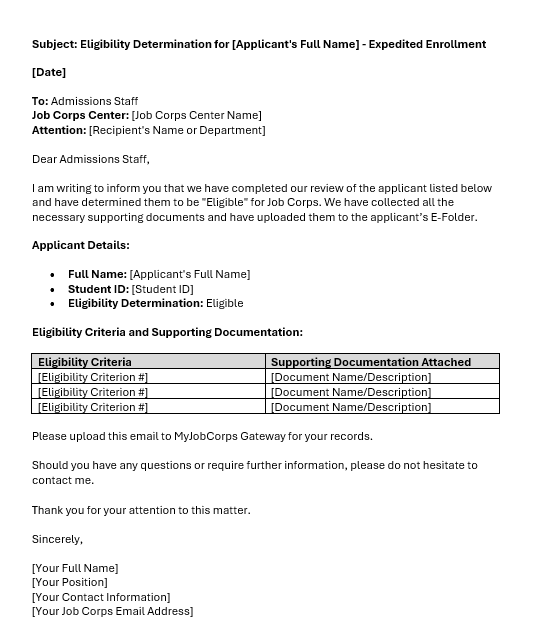 Subject: Eligibility Determination for [Applicant's Full Name] - Expedited Enrollment
[Date]
To: Admissions Staff
Job Corps Center: [Job Corps Center Name]
Attention: [Recipient's Name or Department]
Dear Admissions Staff,
I am writing to inform you that we have completed our review of the applicant listed below
and have determined them to be "Eligible" for Job Corps. We have collected all the
necessary supporting documents and have uploaded them to the applicant’s E-Folder.
Applicant Details:
• Full Name: [Applicant's Full Name]
• Student ID: [Student ID]
• Eligibility Determination: Eligible
Eligibility Criteria and Supporting Documentation:
Eligibility Criteria Supporting Documentation Attached
[Eligibility Criterion #] [Document Name/Description]
[Eligibility Criterion #] [Document Name/Description]
[Eligibility Criterion #] [Document Name/Description]
Please upload this email to MyJobCorps Gateway for your records.
Should you have any questions or require further information, please do not hesitate to
contact me.
Thank you for your attention to this matter.
Sincerely,
[Your Full Name]
[Your Position]
[Your Contact Information]
[Your Job Corps Email Address]